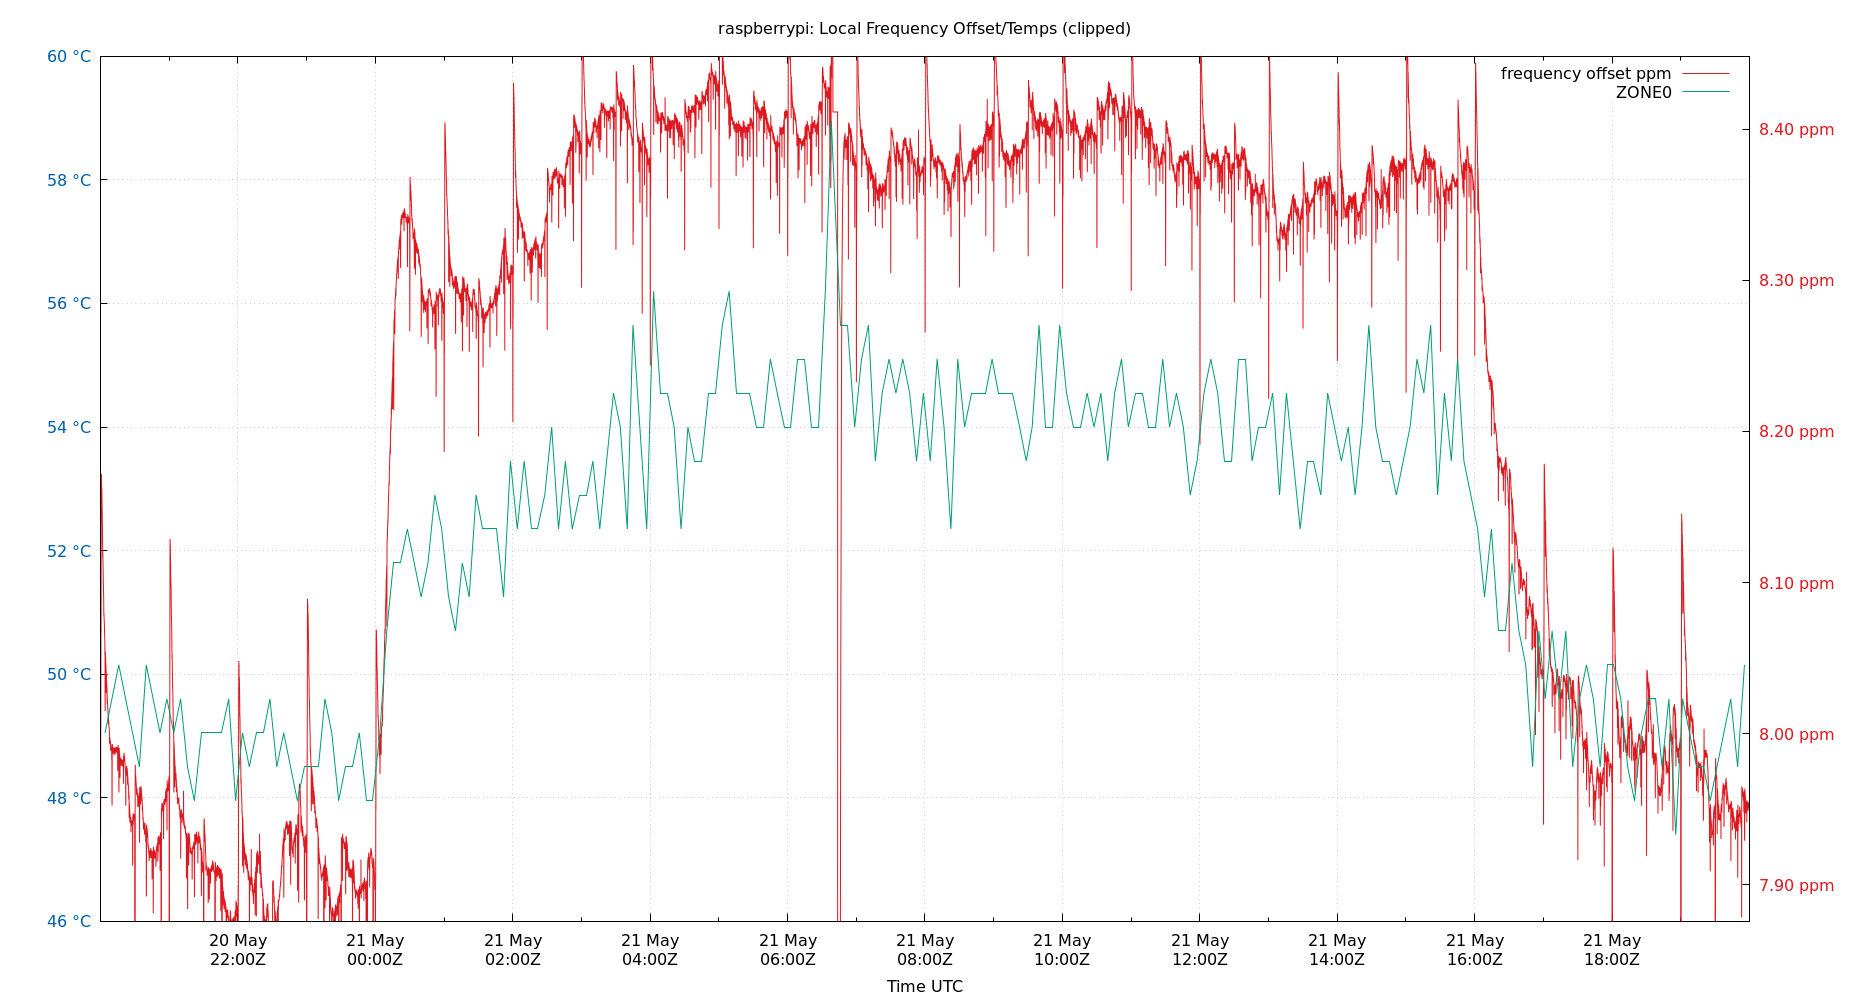 raspberrypi: Local Frequency Offset/Temps (clipped)
60 °C
58 °C
56 °C
54 °C
52 °C
50 °C
48 °C
46 °C
frequency offset ppm
ZONE0
8.40 ppm
8.30 ppm
8.20 ppm
8.10 ppm
8.00 ppm
7.90 ppm
20 May
22:00Z
21 May
00:00Z
21 May
02:00Z
21 May
04:00Z
21 May
06:00Z
21 May
08:00Z
21 May
10:00Z
21 May
12:00Z
21 May
14:00Z
21 May
16:00Z
21 May
18:00Z
Time UTC